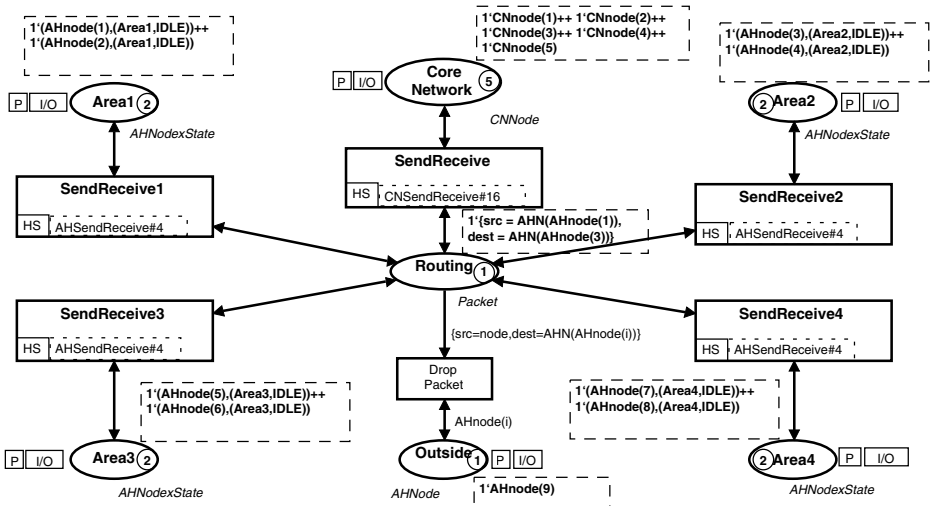 1‘(AHnode(1),(Area1,IDLE))++
1‘(AHnode(2),(Area1,IDLE))
P I/O Area1 2
AHNodexState
1‘CNnode(1)++ 1‘CNnode(2)++
1‘CNnode(3)++ 1‘CNnode(4)++
1‘CNnode(5)
P I/O Core
Network 5
CNNode
1‘(AHnode(3),(Area2,IDLE))++
1‘(AHnode(4),(Area2,IDLE))
2 Area2 P I/O
AHNodexState
SendReceive1
HS AHSendReceive#4
SendReceive
HS CNSendReceive#16
SendReceive2
HS AHSendReceive#4
1‘{src = AHN(AHnode(1)),
dest = AHN(AHnode(3))}
Routing 1
Packet
SendReceive3
HS AHSendReceive#4
{src=node,dest=AHN(AHnode(i))}
SendReceive4
HS AHSendReceive#4
Drop
Packet
AHnode(i)
1‘(AHnode(5),(Area3,IDLE))++
1‘(AHnode(6),(Area3,IDLE))
P I/O Area3 2
AHNodexState
Outside 1 P I/O
AHNode
1‘AHnode(9)
1‘(AHnode(7),(Area4,IDLE))++
1‘(AHnode(8),(Area4,IDLE))
2 Area4 P I/O
AHNodexState